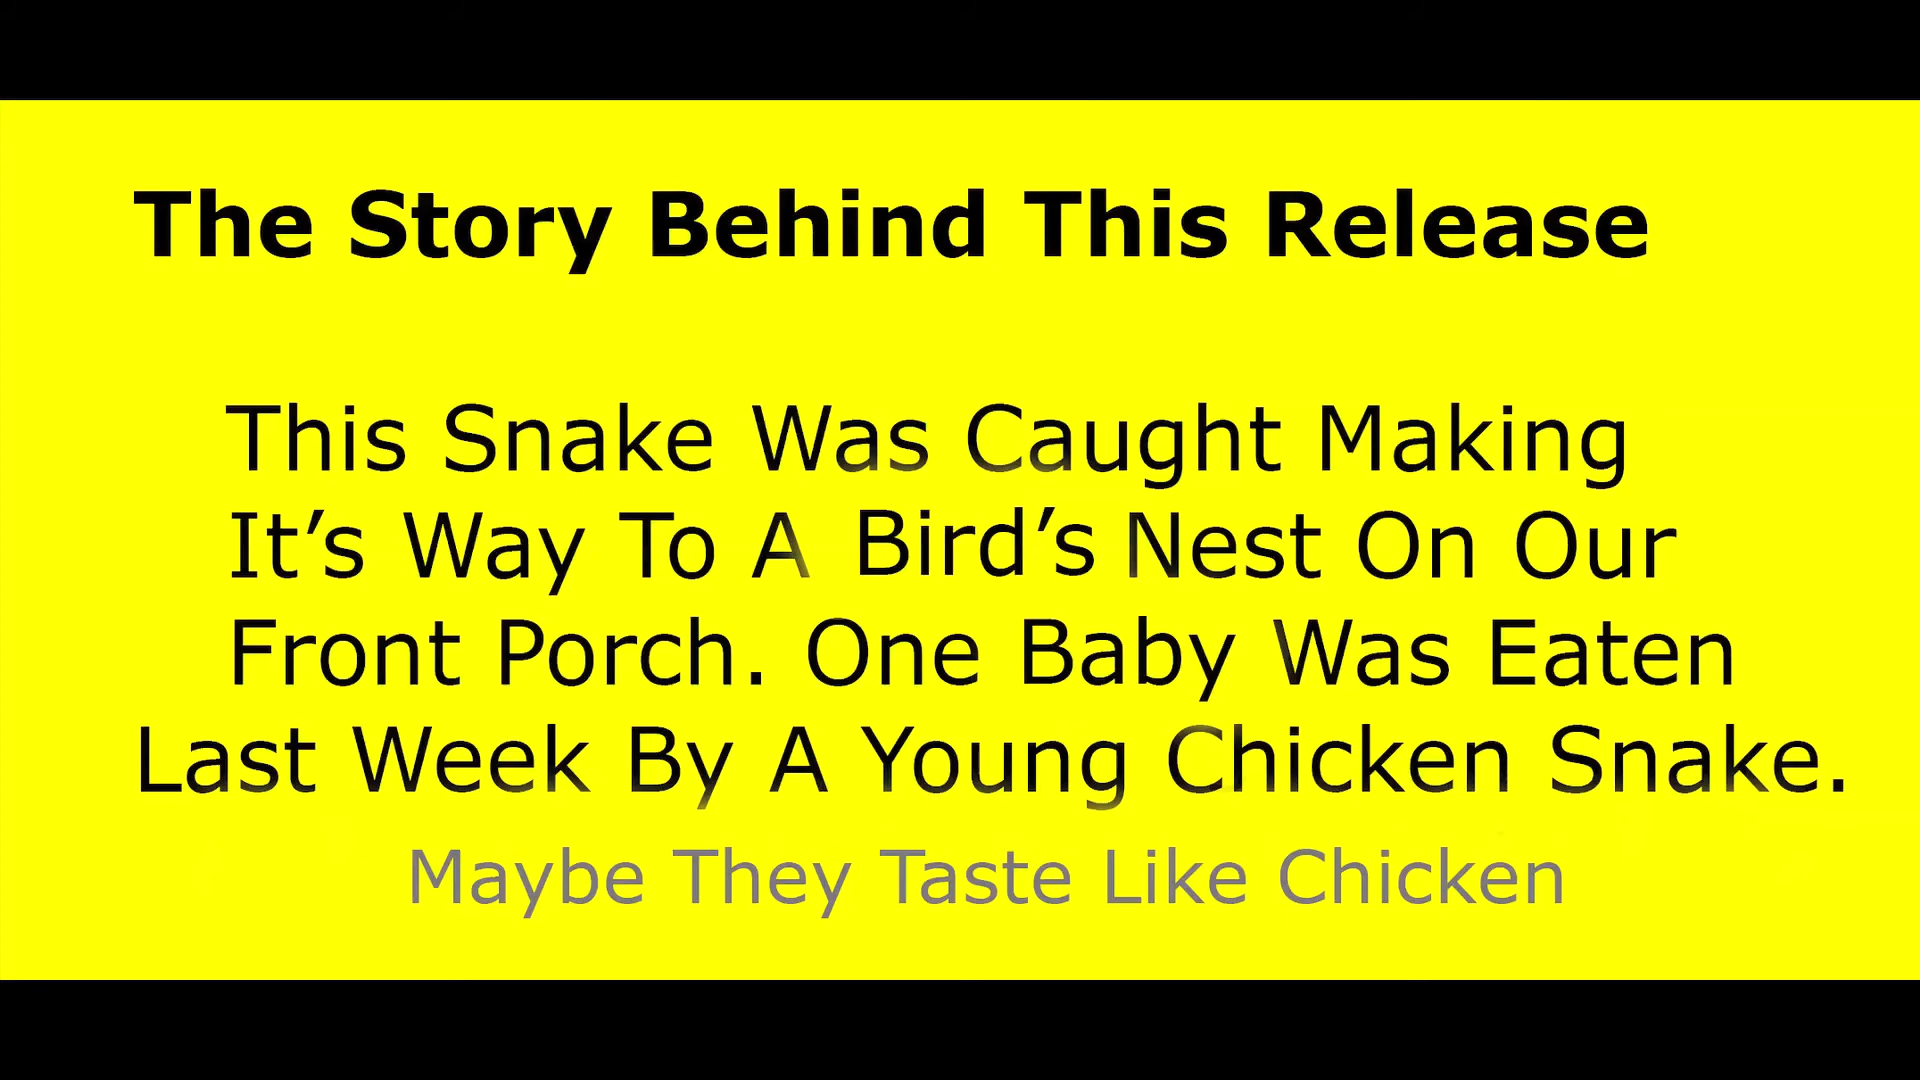 The Story Behind This Release
This Snake Was Caught Making
It’s Way To A Bird’s Nest On Our
Front Porch. One Baby Was Eaten
Last Week By A Young Chicken Snake.
Maybe They Taste Like Chicken